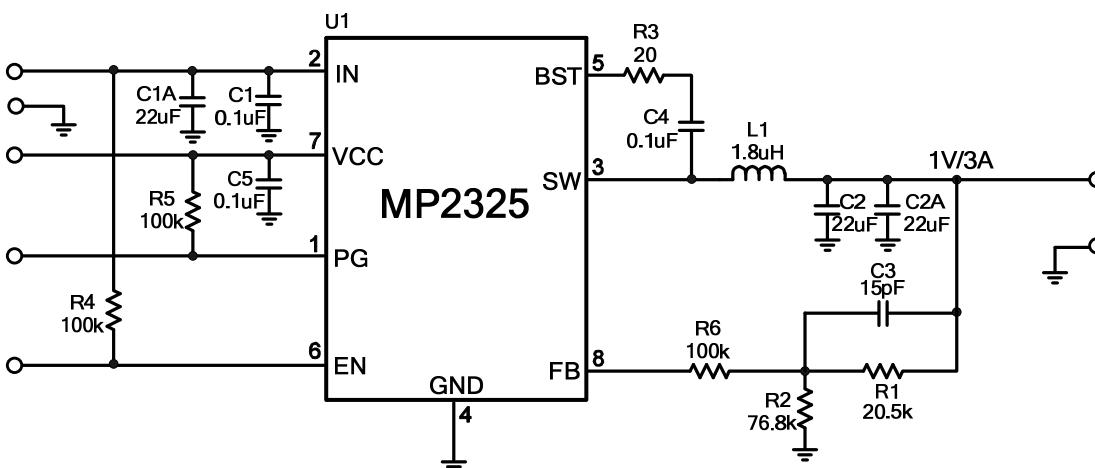 U1
MP2325
2
IN
7
VCC
1
PG
6
EN
GND
4
5
BST
3
SW
8
FB
C1A
22uF
C1
0.1uF
C5
0.1uF
R5
100k
R4
100k
R3
20
C4
0.1uF
L1
1.8uH
1V/3A
C2
22uF
C2A
22uF
C3
15pF
R6
100k
R1
20.5k
R2
76.8k